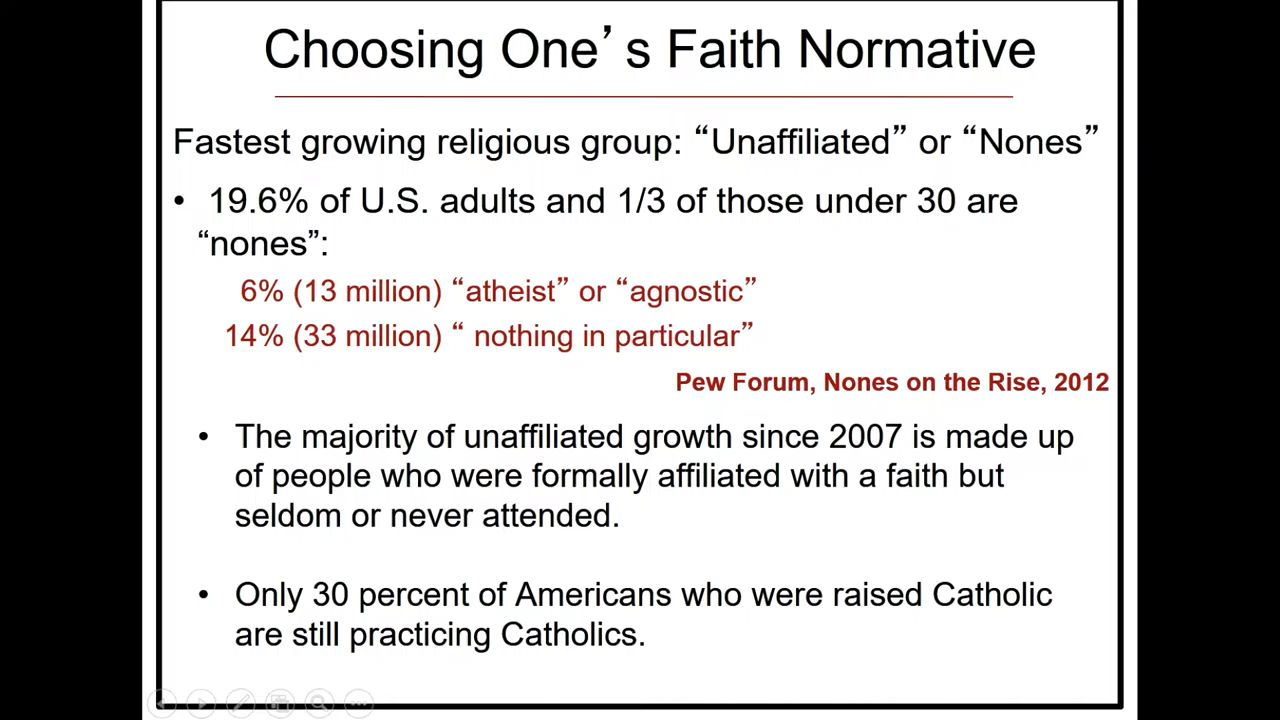 Choosing One’s Faith Normative
Fastest growing religious group: “Unaffiliated” or “Nones”
• 19.6% of U.S. adults and 1/3 of those under 30 are
“nones”:
6% (13 million) “atheist” or “agnostic”
14% (33 million) “ nothing in particular”
Pew Forum, Nones on the Rise, 2012
• The majority of unaffiliated growth since 2007 is made up
of people who were formally affiliated with a faith but
seldom or never attended.
• Only 30 percent of Americans who were raised Catholic
are still practicing Catholics.